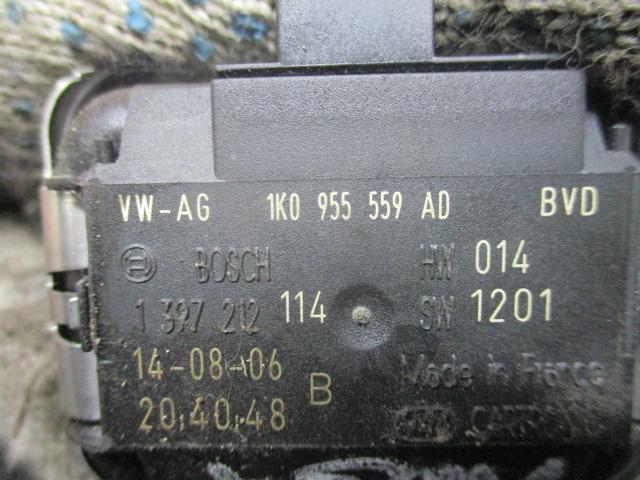 VW-AG 1K0 955 559 AD BVD
BOSCH HW 014
1 397 212 114 SW 1201
14-08-06 Made in France
20:40:48 B